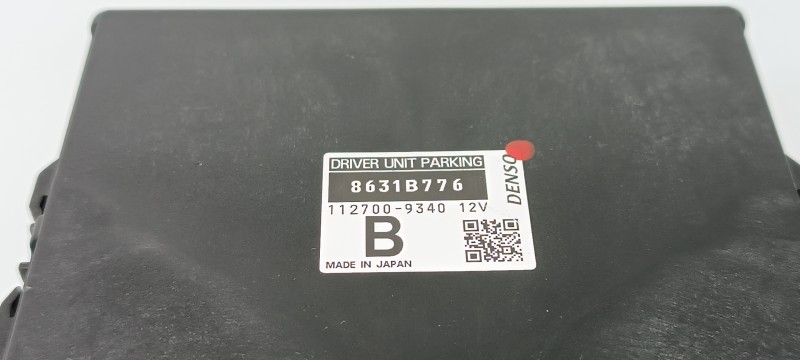 DRIVER UNIT PARKING
8631B776
112700-9340 12V
B
MADE IN JAPAN
DENSO